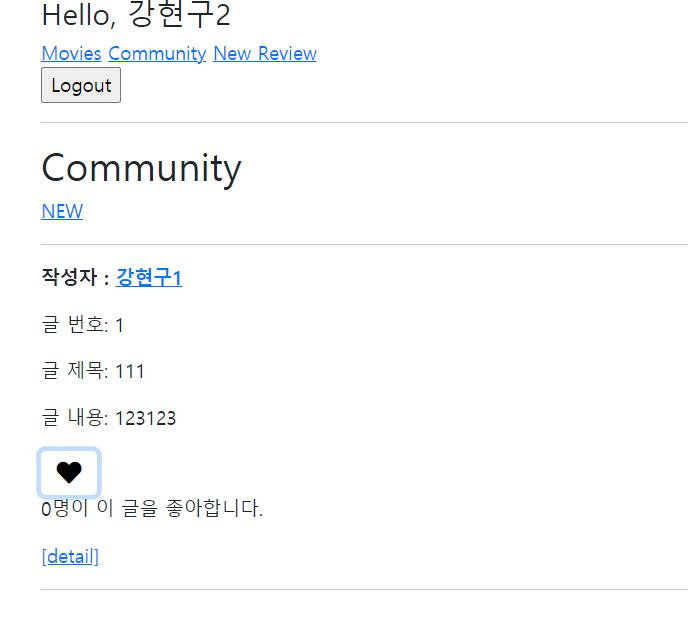 Hello, 강현구2
Movies Community New Review
Logout
Community
NEW
작성자 : 강현구1
글 번호: 1
글 제목: 111
글 내용: 123123
0명이 이 글을 좋아합니다.
[detail]